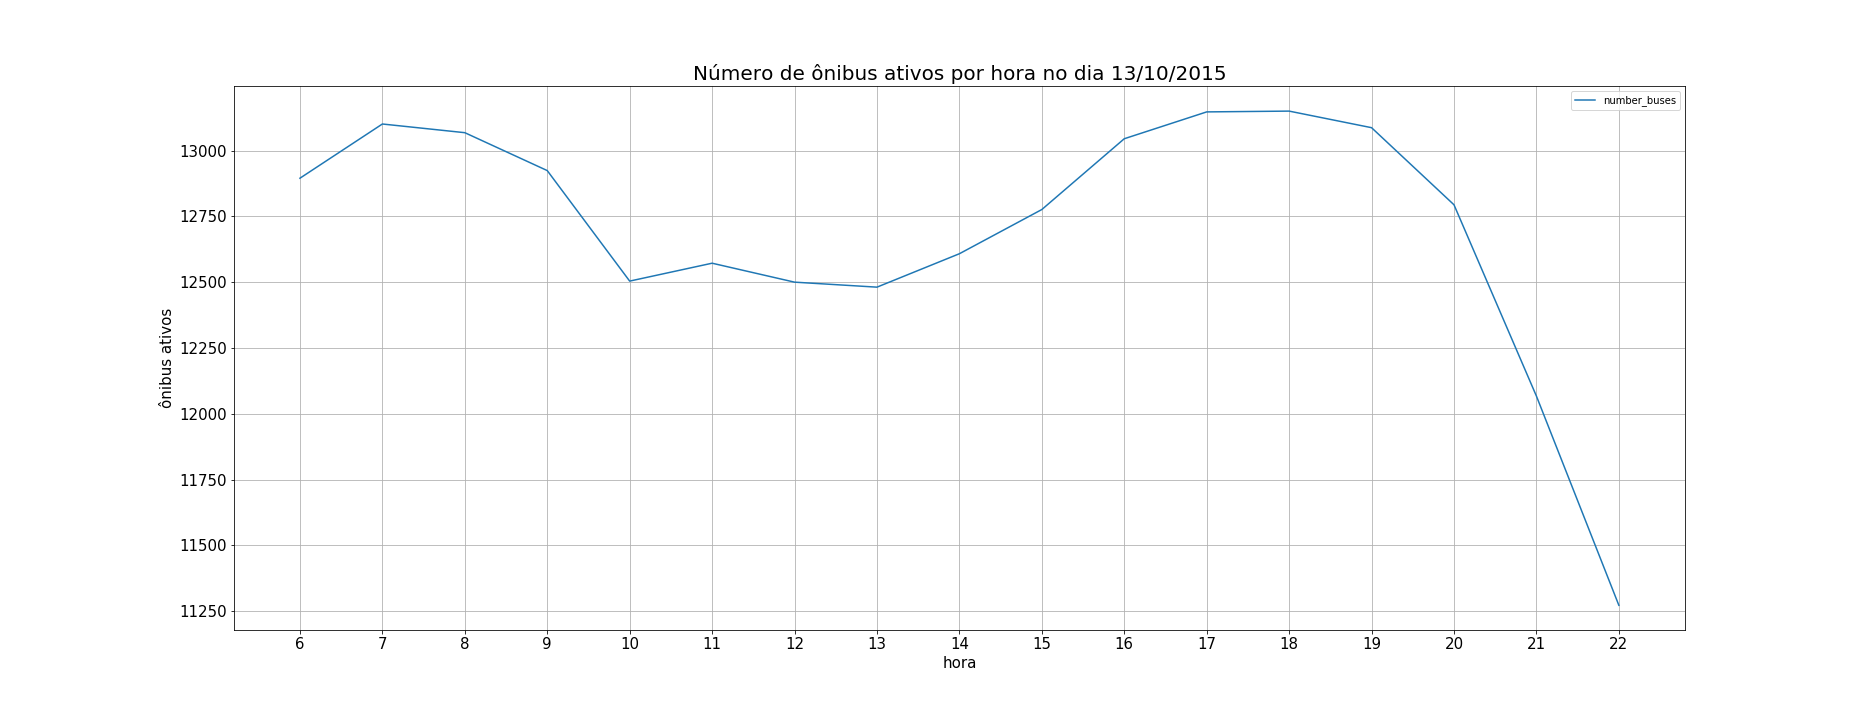 Número de ônibus ativos por hora no dia 13/10/2015
number_buses
13000
12750
12500
12250
12000
11750
11500
11250
ônibus ativos
6 7 8 9 10 11 12 13 14 15 16 17 18 19 20 21 22
hora